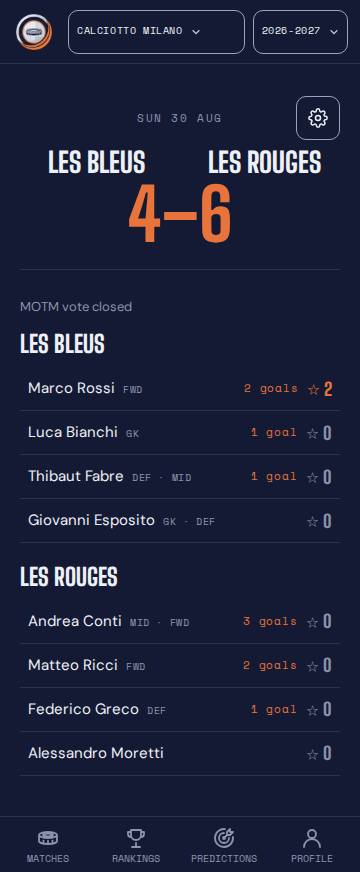 CALCIOTTO MILANO
2026-2027
SUN 30 AUG
LES BLEUS LES ROUGES
4–6
MOTM vote closed
LES BLEUS
Marco Rossi FWD 2 goals ☆ 2
Luca Bianchi GK 1 goal ☆ 0
Thibaut Fabre DEF · MID 1 goal ☆ 0
Giovanni Esposito GK · DEF ☆ 0
LES ROUGES
Andrea Conti MID · FWD 3 goals ☆ 0
Matteo Ricci FWD 2 goals ☆ 0
Federico Greco DEF 1 goal ☆ 0
Alessandro Moretti ☆ 0
MATCHES RANKINGS PREDICTIONS PROFILE